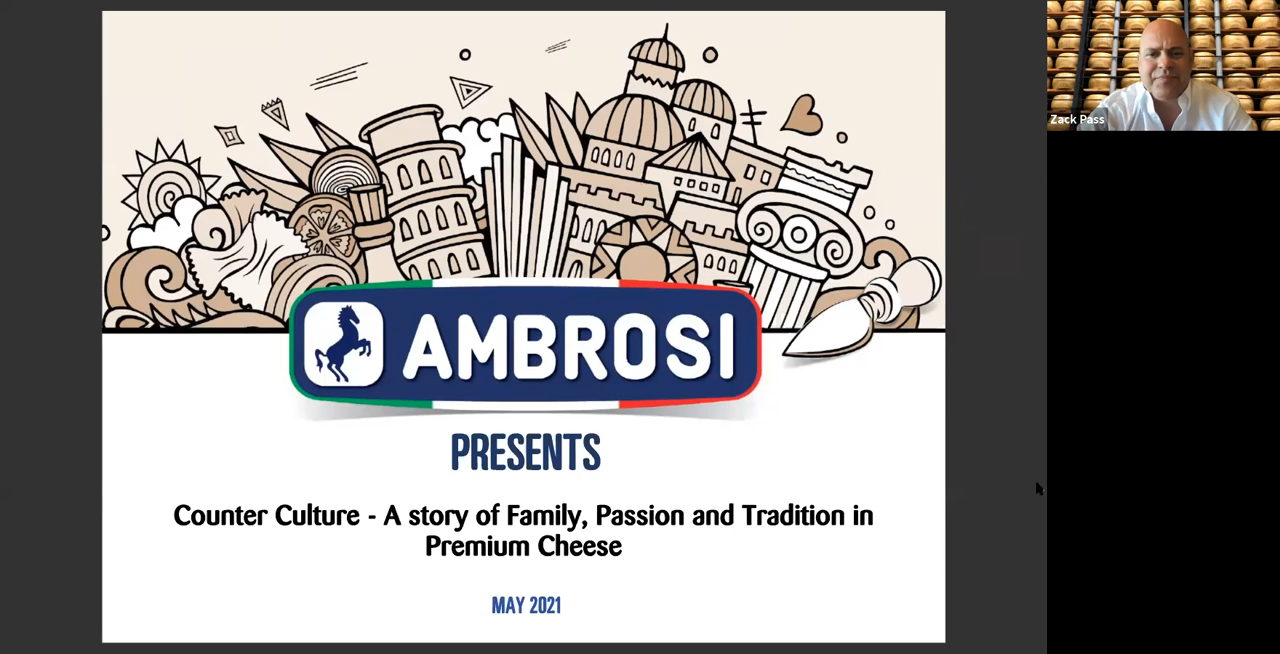 Zack Pass
AMBROSI
PRESENTS
Counter Culture - A story of Family, Passion and Tradition in
Premium Cheese
MAY 2021